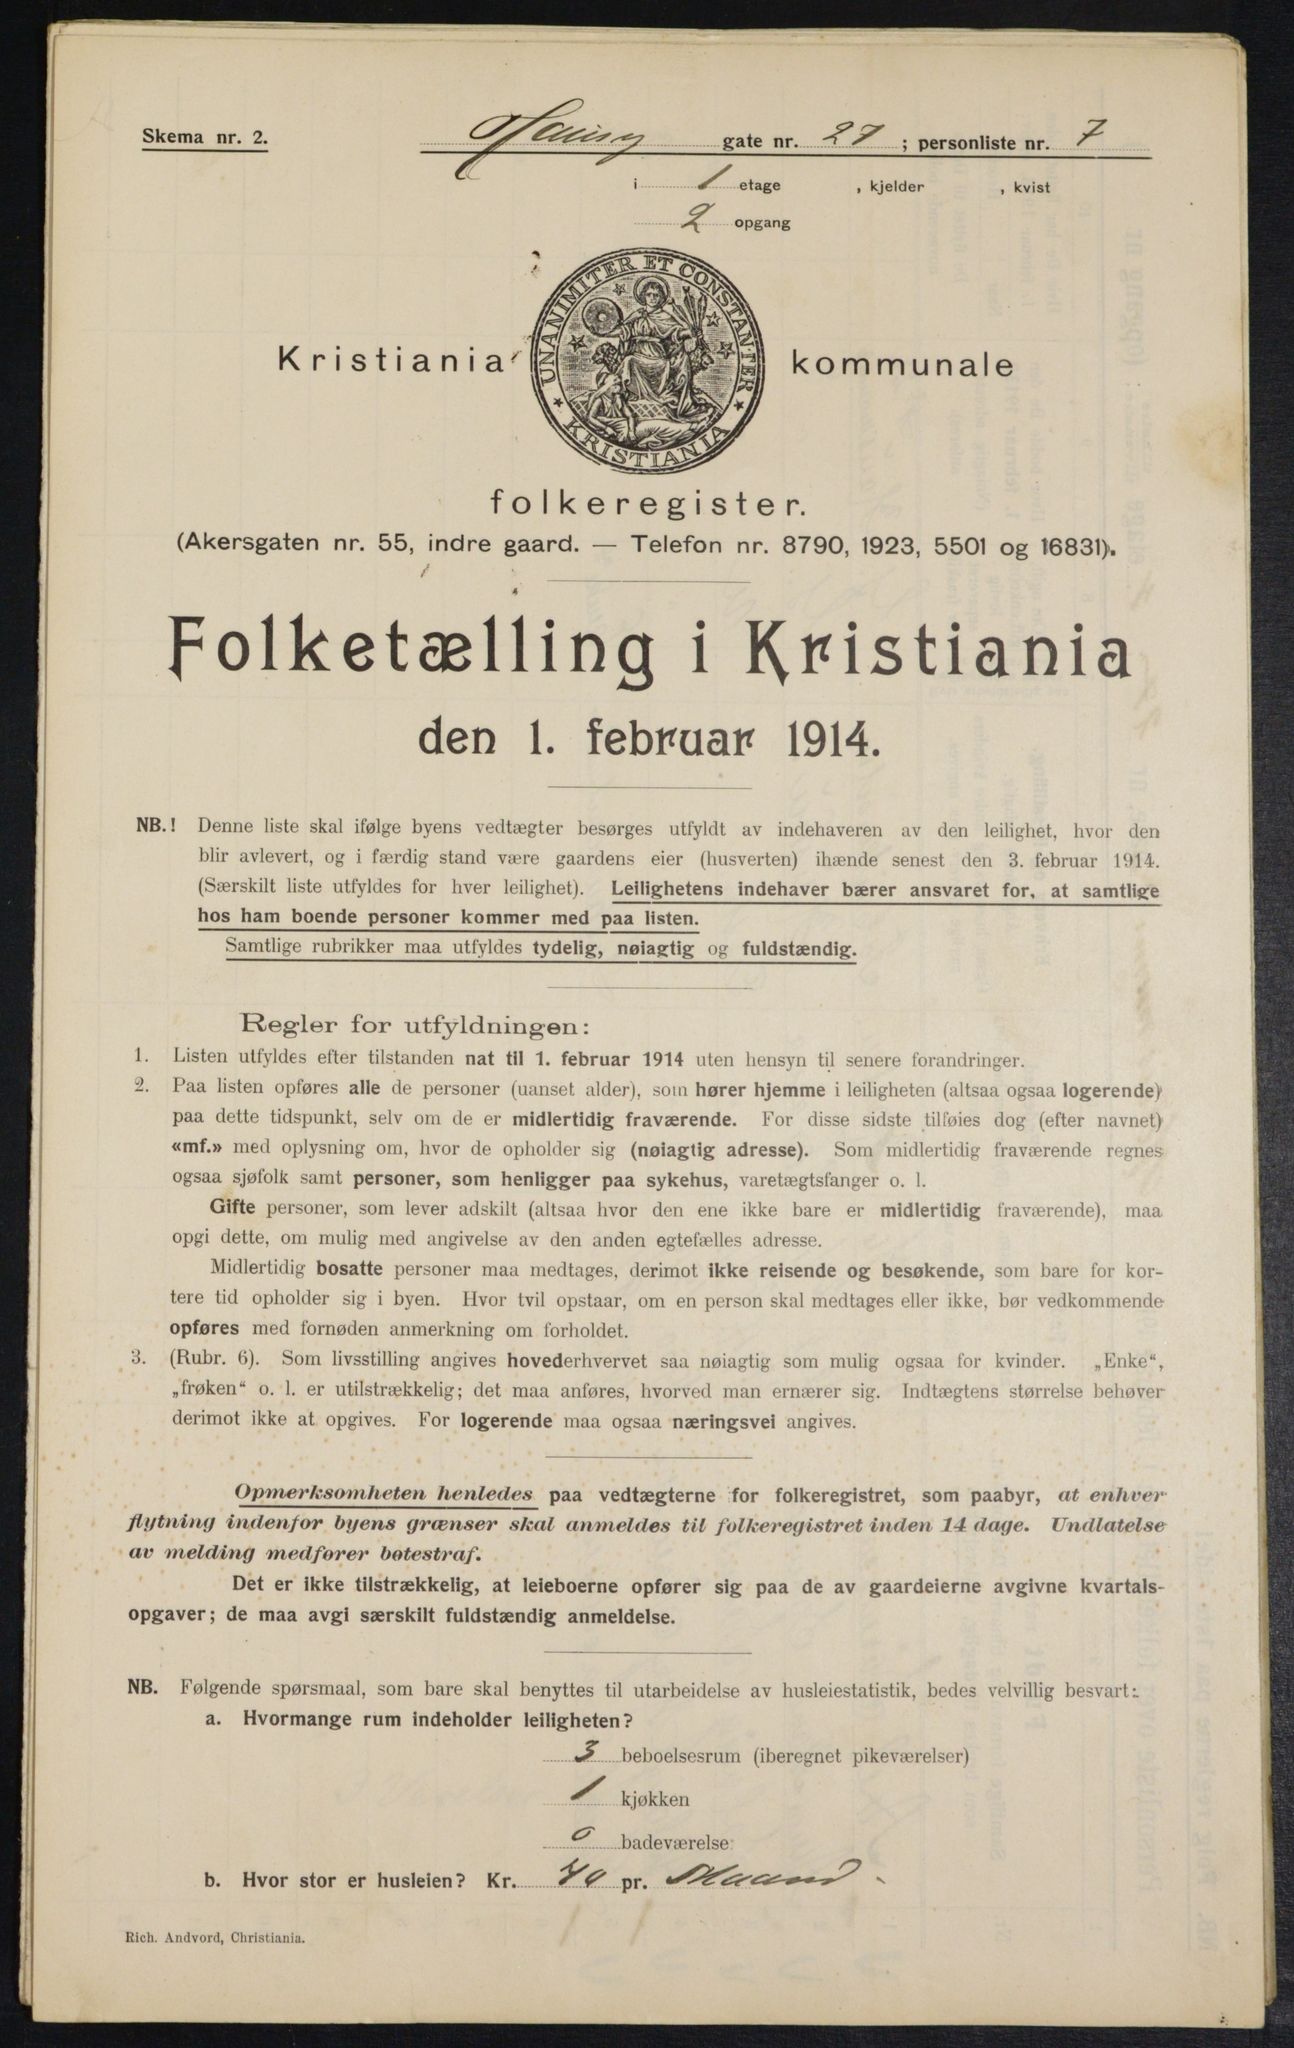 Skema nr. 2.
Hausm gate nr. 27 ; personliste nr. 7
i 1 etage , kjelder , kvist
2 opgang
UNANIMITER ET CONSTANTER
KRISTIANIA
Kristiania kommunale
folkeregister.
(Akersgaten nr. 55, indre gaard. — Telefon nr. 8790, 1923, 5501 og 16831).
Folketælling i Kristiania
den 1. februar 1914.
NB.! Denne liste skal ifølge byens vedtægter besørges utfyldt av indehaveren av den leilighet, hvor den
blir avlevert, og i færdig stand være gaardens eier (husverten) ihænde senest den 3. februar 1914.
(Særskilt liste utfyldes for hver leilighet). Leilighetens indehaver bærer ansvaret for, at samtlige
hos ham boende personer kommer med paa listen.
Samtlige rubrikker maa utfyldes tydelig, nøiagtig og fuldstændig.
Regler for utfyldningen:
1. Listen utfyldes efter tilstanden nat til 1. februar 1914 uten hensyn til senere forandringer.
2. Paa listen opføres alle de personer (uanset alder), som hører hjemme i leiligheten (altsaa ogsaa logerende)
paa dette tidspunkt, selv om de er midlertidig fraværende. For disse sidste tilføies dog (efter navnet)
«mf.» med oplysning om, hvor de opholder sig (nøiagtig adresse). Som midlertidig fraværende regnes
ogsaa sjøfolk samt personer, som henligger paa sykehus, varetægtsfanger o. l.
Gifte personer, som lever adskilt (altsaa hvor den ene ikke bare er midlertidig fraværende), maa
opgi dette, om mulig med angivelse av den anden egtefælles adresse.
Midlertidig bosatte personer maa medtages, derimot ikke reisende og besøkende, som bare for kor-
tere tid opholder sig i byen. Hvor tvil opstaar, om en person skal medtages eller ikke, bør vedkommende
opføres med fornøden anmerkning om forholdet.
3. (Rubr. 6). Som livsstilling angives hovederhvervet saa nøiagtig som mulig ogsaa for kvinder. „Enke“,
„frøken“ o. l. er utilstrækkelig; det maa anføres, hvorved man ernærer sig. Indtægtens størrelse behøver
derimot ikke at opgives. For logerende maa ogsaa næringsvei angives.
Opmerksomheten henledes paa vedtægterne for folkeregistret, som paabyr, at enhver
flytning indenfor byens grænser skal anmeldes til folkeregistret inden 14 dage. Undlatelse
av melding medfører bøtestraf.
Det er ikke tilstrækkelig, at leieboerne opfører sig paa de av gaardeierne avgivne kvartals-
opgaver; de maa avgi særskilt fuldstændig anmeldelse.
NB. Følgende spørsmaal, som bare skal benyttes til utarbeidelse av husleiestatistik, bedes velvillig besvart:
a. Hvormange rum indeholder leiligheten?
3 beboelsesrum (iberegnet pikeværelser)
1 kjøkken
0 badeværelse
b. Hvor stor er husleien? Kr. 40 pr. Maaned
Rich. Andvord, Christiania.